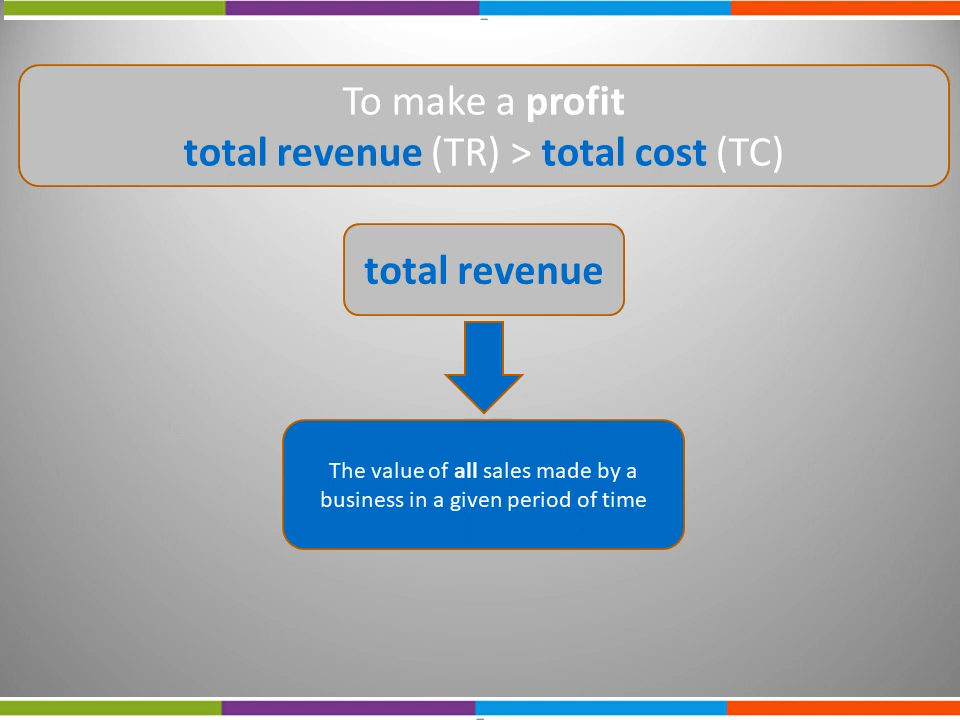 To make a profit
total revenue (TR) > total cost (TC)
total revenue
The value of all sales made by a
business in a given period of time